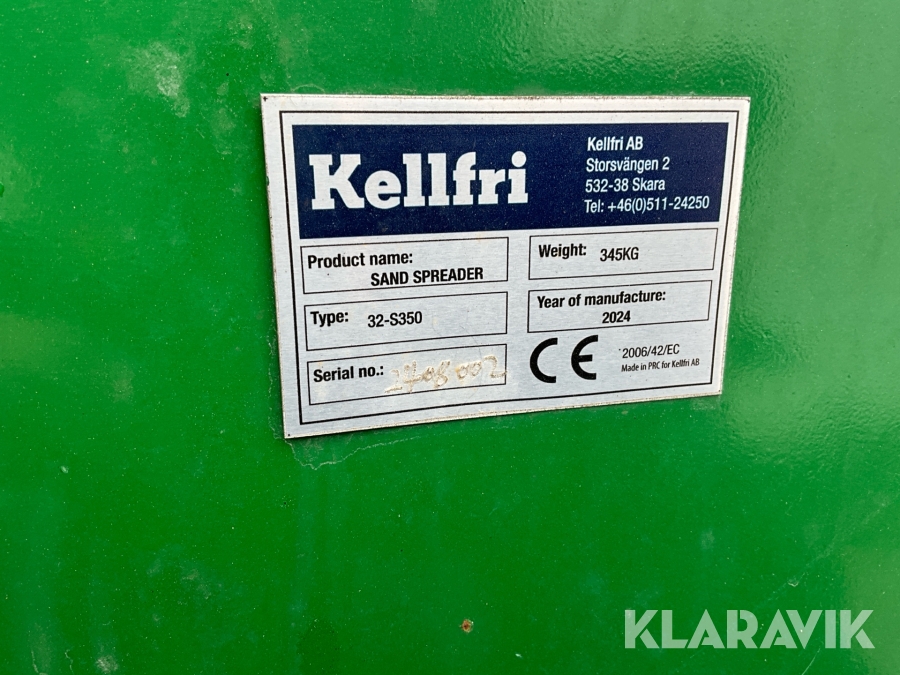 Kellfri
Kellfri AB
Storsvängen 2
532-38 Skara
Tel: +46(0)511-24250
Product name:
SAND SPREADER
Weight: 345KG
Type: 32-S350
Year of manufacture:
2024
Serial no.:
CE 2006/42/EC
Made in PRC for Kellfri AB
KLARAVIK